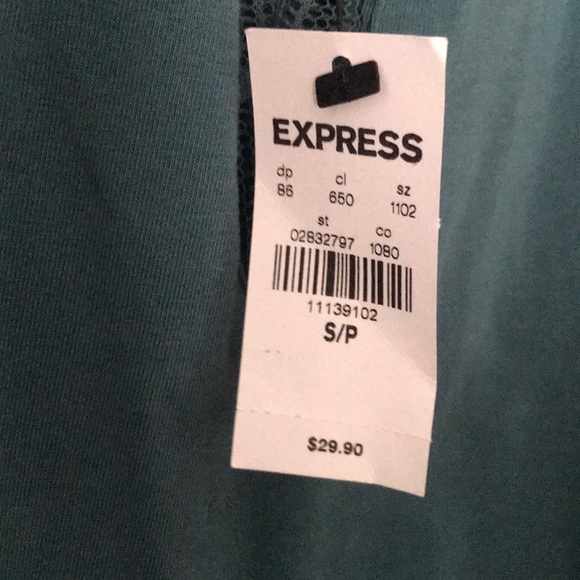 EXPRESS
dp cl sz
86 650 1102
st co
02832797 1080
11139102
S/P
$29.90